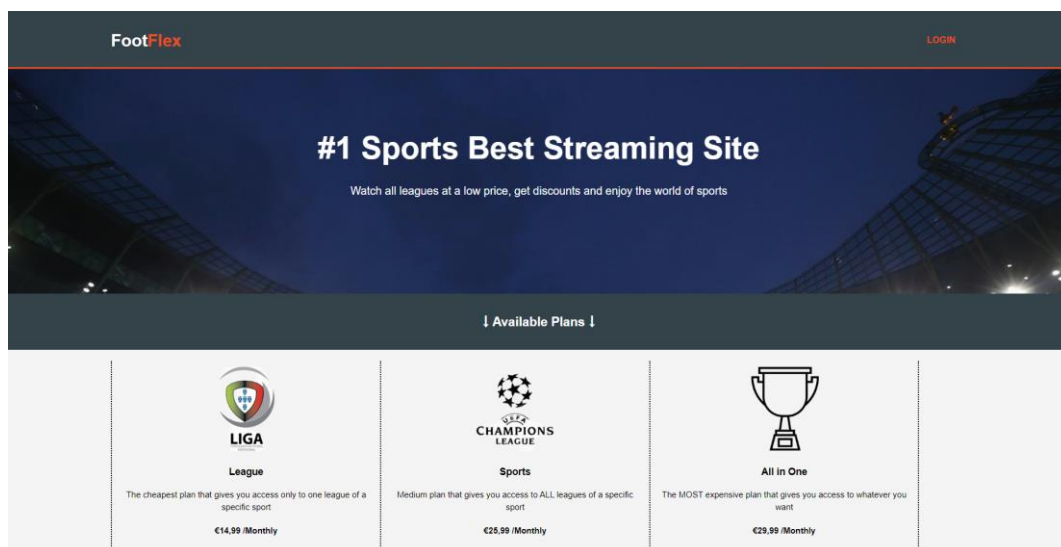 FootFlex
LOGIN
#1 Sports Best Streaming Site
Watch all leagues at a low price, get discounts and enjoy the world of sports
↓ Available Plans ↓
LIGA
League
The cheapest plan that gives you access only to one league of a
specific sport
€14,99 /Monthly
UEFA
CHAMPIONS
LEAGUE
Sports
Medium plan that gives you access to ALL leagues of a specific
sport
€25,99 /Monthly
All in One
The MOST expensive plan that gives you access to whatever you
want
€29,99 /Monthly